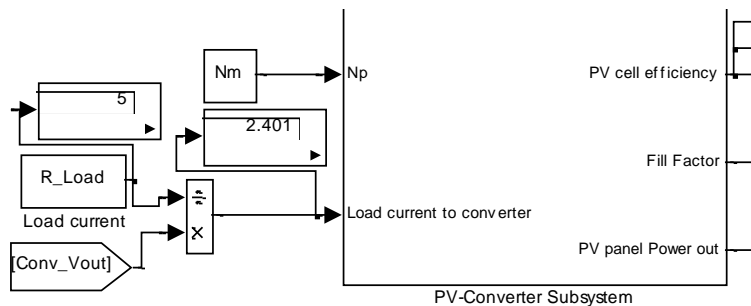 Nm
Np
PV cell efficiency
5
2.401
Fill Factor
R_Load
÷
Load current to converter
Load current
×
[Conv_Vout]
PV panel Power out
PV-Converter Subsystem